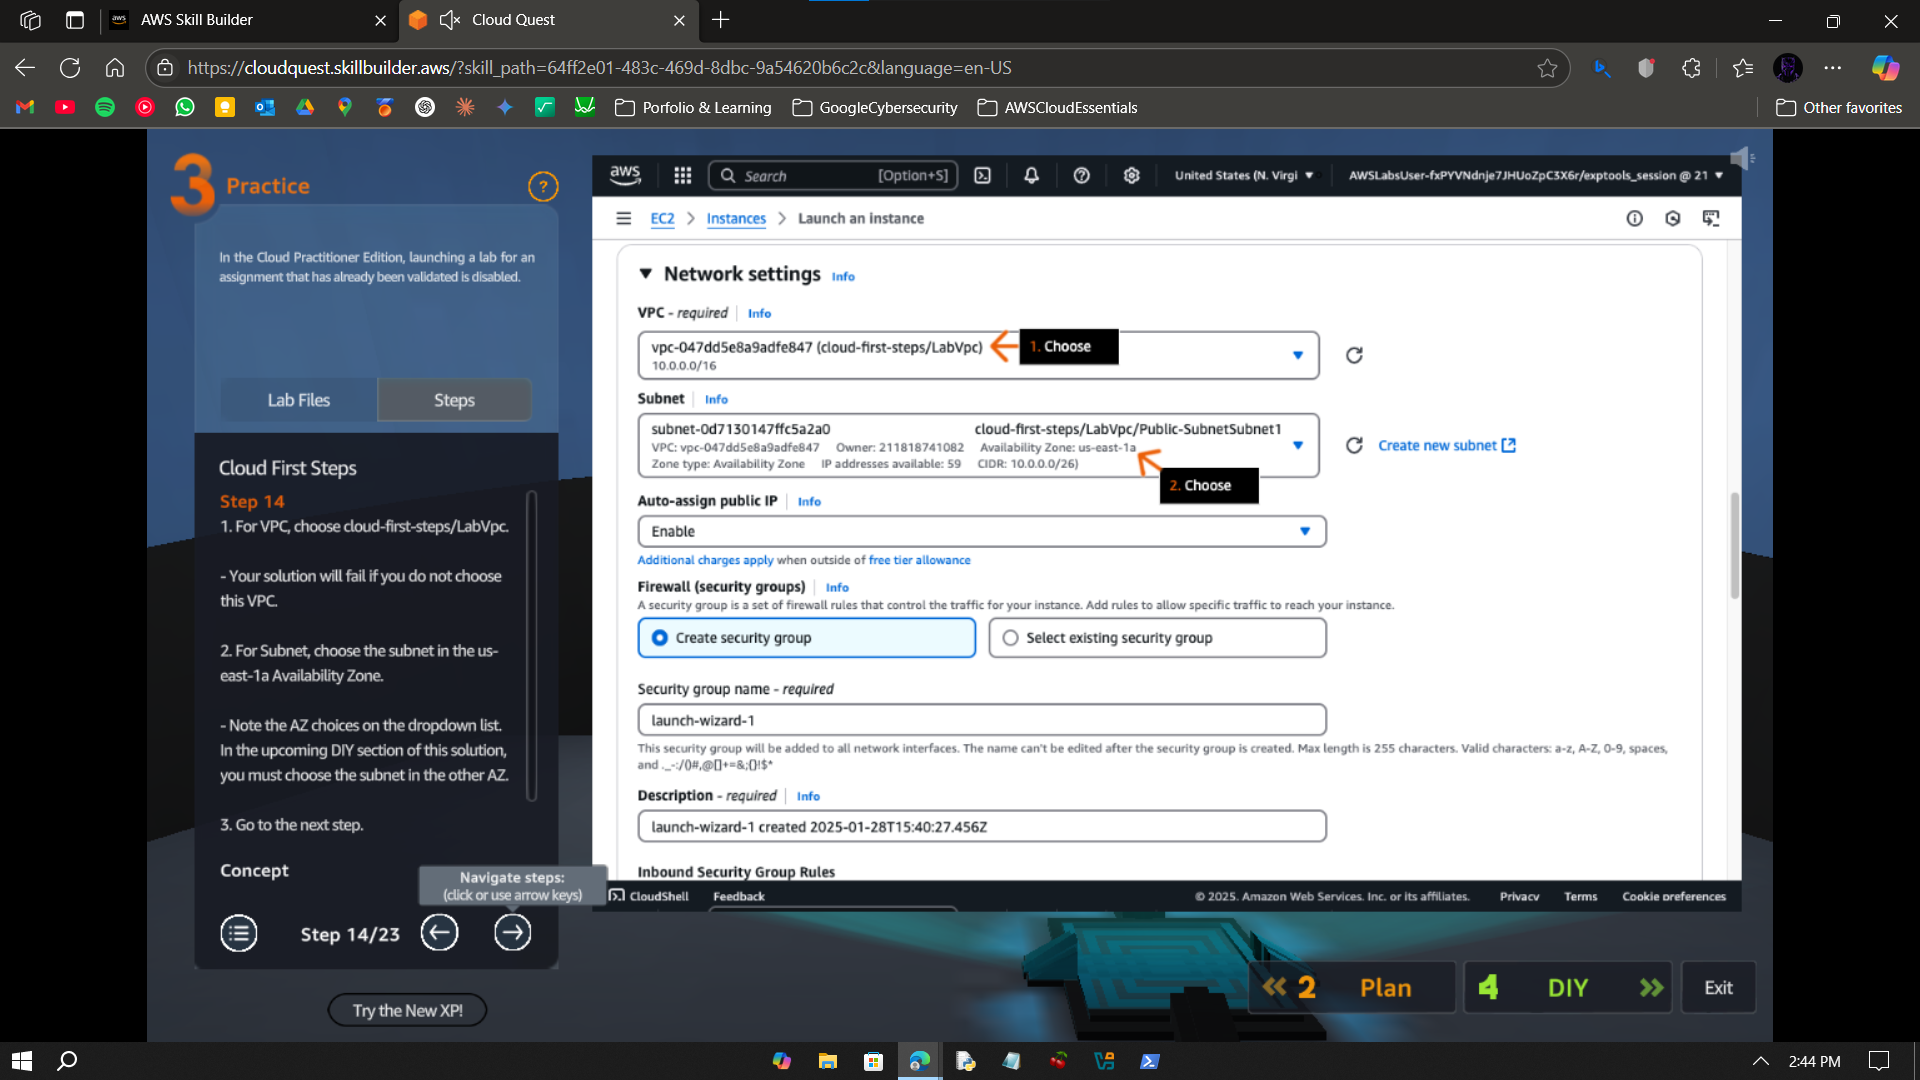 AWS Skill Builder
Cloud Quest
https://cloudquest.skillbuilder.aws/?skill_path=64ff2e01-483c-469d-8dbc-9a54620b6c2c&language=en-US
Porfolio & Learning
GoogleCybersecurity
AWSCloudEssentials
Other favorites
3 Practice
?
In the Cloud Practitioner Edition, launching a lab for an
assignment that has already been validated is disabled.
Lab Files
Steps
Cloud First Steps
Step 14
1. For VPC, choose cloud-first-steps/LabVpc.
- Your solution will fail if you do not choose
this VPC.
2. For Subnet, choose the subnet in the us-
east-1a Availability Zone.
- Note the AZ choices on the dropdown list.
In the upcoming DIY section of this solution,
you must choose the subnet in the other AZ.
3. Go to the next step.
Concept
Navigate steps:
(click or use arrow keys)
Step 14/23
Try the New XP!
aws
Search
[Option+S]
United States (N. Virgi
AWSLabsUser-fxPYVNdnje7JHUoZpC3X6r/exptools_session @ 21
EC2
Instances
Launch an instance
Network settings Info
VPC - required Info
vpc-047dd5e8a9adfe847 (cloud-first-steps/LabVpc)
10.0.0.0/16
1. Choose
Subnet Info
subnet-0d7130147ffc5a2a0 cloud-first-steps/LabVpc/Public-SubnetSubnet1
VPC: vpc-047dd5e8a9adfe847 Owner: 211818741082 Availability Zone: us-east-1a
Zone type: Availability Zone IP addresses available: 59 CIDR: 10.0.0.0/26)
Create new subnet
2. Choose
Auto-assign public IP Info
Enable
Additional charges apply when outside of free tier allowance
Firewall (security groups) Info
A security group is a set of firewall rules that control the traffic for your instance. Add rules to allow specific traffic to reach your instance.
Create security group
Select existing security group
Security group name - required
launch-wizard-1
This security group will be added to all network interfaces. The name can't be edited after the security group is created. Max length is 255 characters. Valid characters: a-z, A-Z, 0-9, spaces,
and ._-:/()#,@[]+=&;{}!$*
Description - required Info
launch-wizard-1 created 2025-01-28T15:40:27.456Z
Inbound Security Group Rules
CloudShell
Feedback
© 2025, Amazon Web Services, Inc. or its affiliates.
Privacy
Terms
Cookie preferences
2 Plan
4 DIY
Exit
2:44 PM